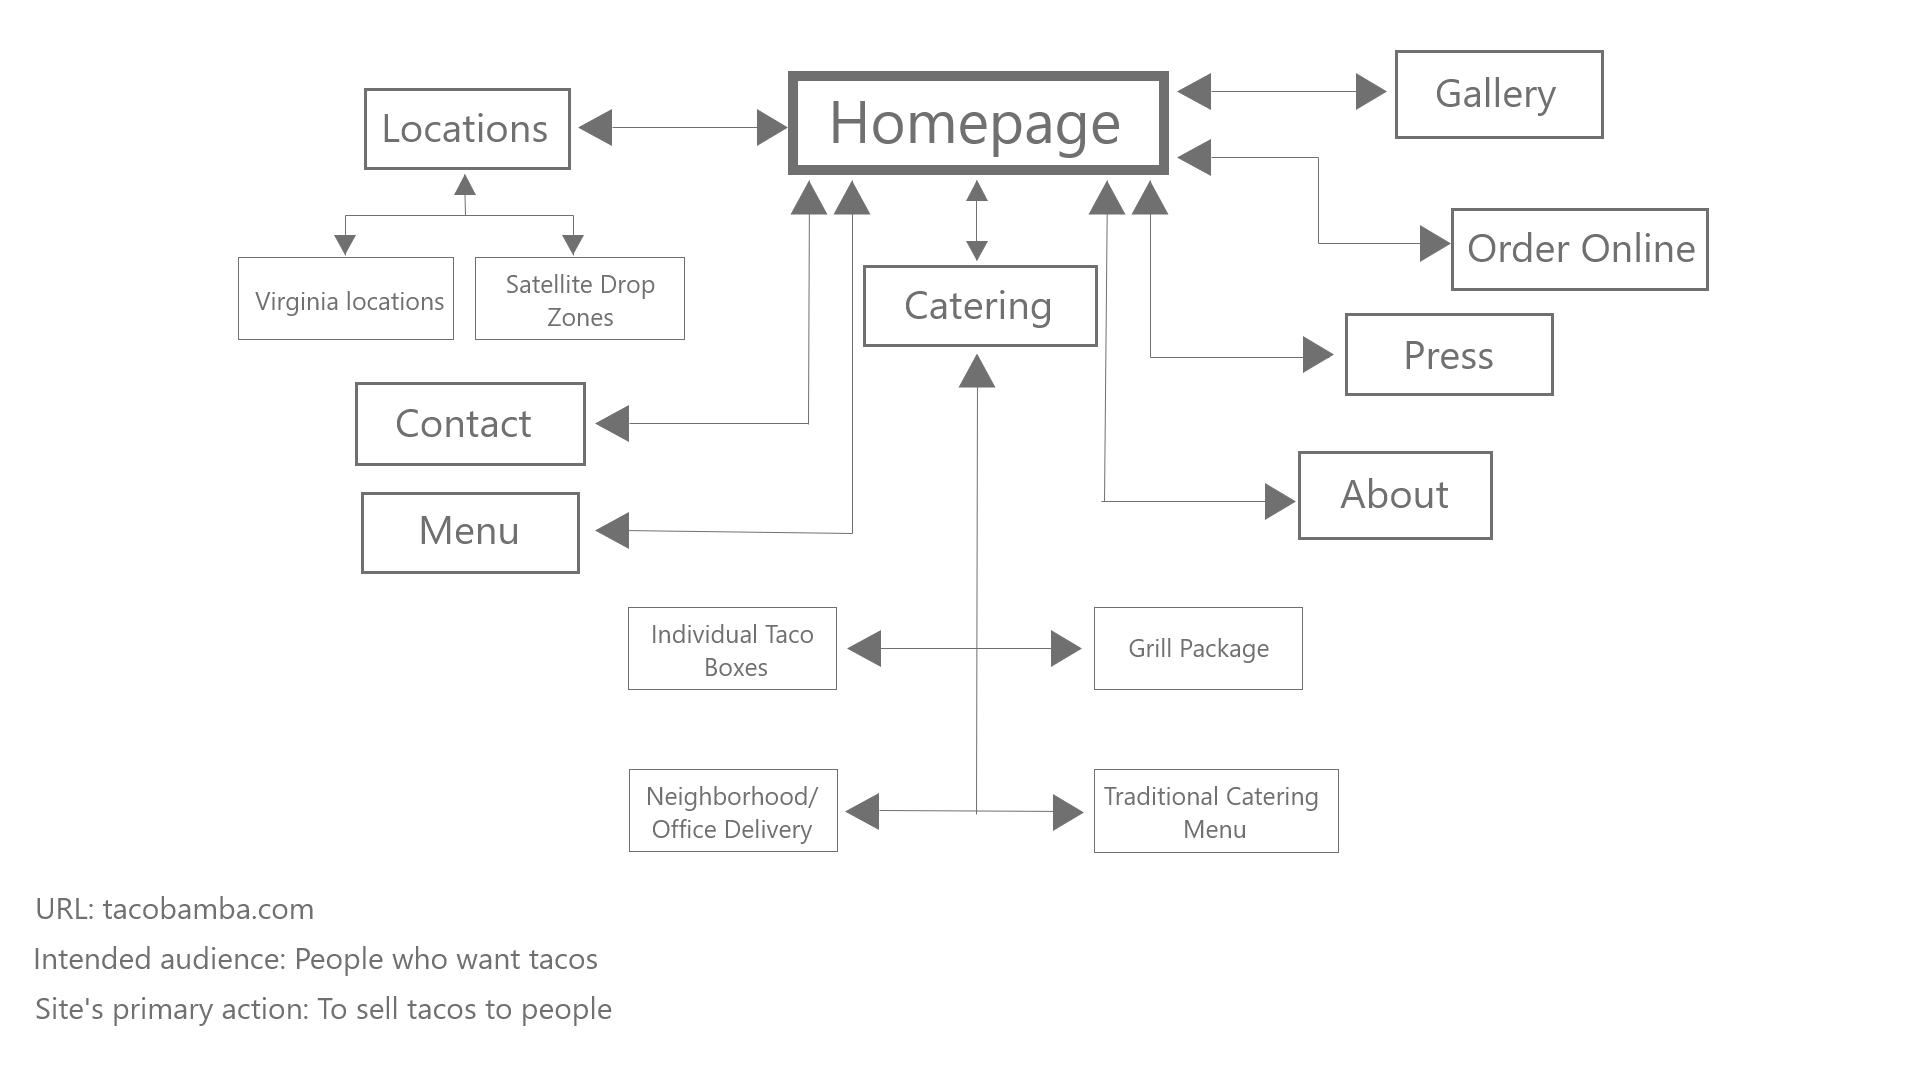 Homepage
Gallery
Locations
Order Online
Virginia locations
Satellite Drop
Zones
Catering
Press
Contact
About
Menu
Individual Taco
Boxes
Grill Package
Neighborhood/
Office Delivery
Traditional Catering
Menu
URL: tacobamba.com
Intended audience: People who want tacos
Site's primary action: To sell tacos to people